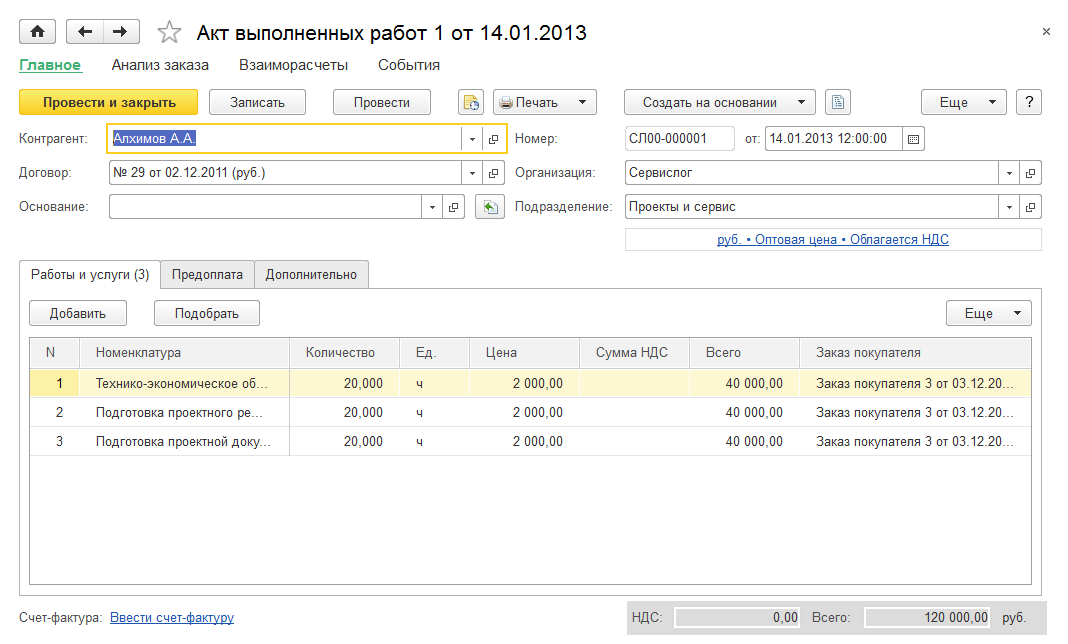 Акт выполненных работ 1 от 14.01.2013
Главное Анализ заказа Взаиморасчеты События
Провести и закрыть Записать Провести Печать Создать на основании Еще ?
Контрагент: Алхимов А.А. Номер: СЛ00-000001 от: 14.01.2013 12:00:00
Договор: № 29 от 02.12.2011 (руб.) Организация: Сервислог
Основание: Подразделение: Проекты и сервис
руб. • Оптовая цена • Облагается НДС
Работы и услуги (3) Предоплата Дополнительно
Добавить Подобрать Еще
N Номенклатура Количество Ед. Цена Сумма НДС Всего Заказ покупателя
1 Технико-экономическое об... 20,000 ч 2 000,00 40 000,00 Заказ покупателя 3 от 03.12.20...
2 Подготовка проектного ре... 20,000 ч 2 000,00 40 000,00 Заказ покупателя 3 от 03.12.20...
3 Подготовка проектной доку... 20,000 ч 2 000,00 40 000,00 Заказ покупателя 3 от 03.12.20...
Счет-фактура: Ввести счет-фактуру НДС: 0,00 Всего: 120 000,00 руб.